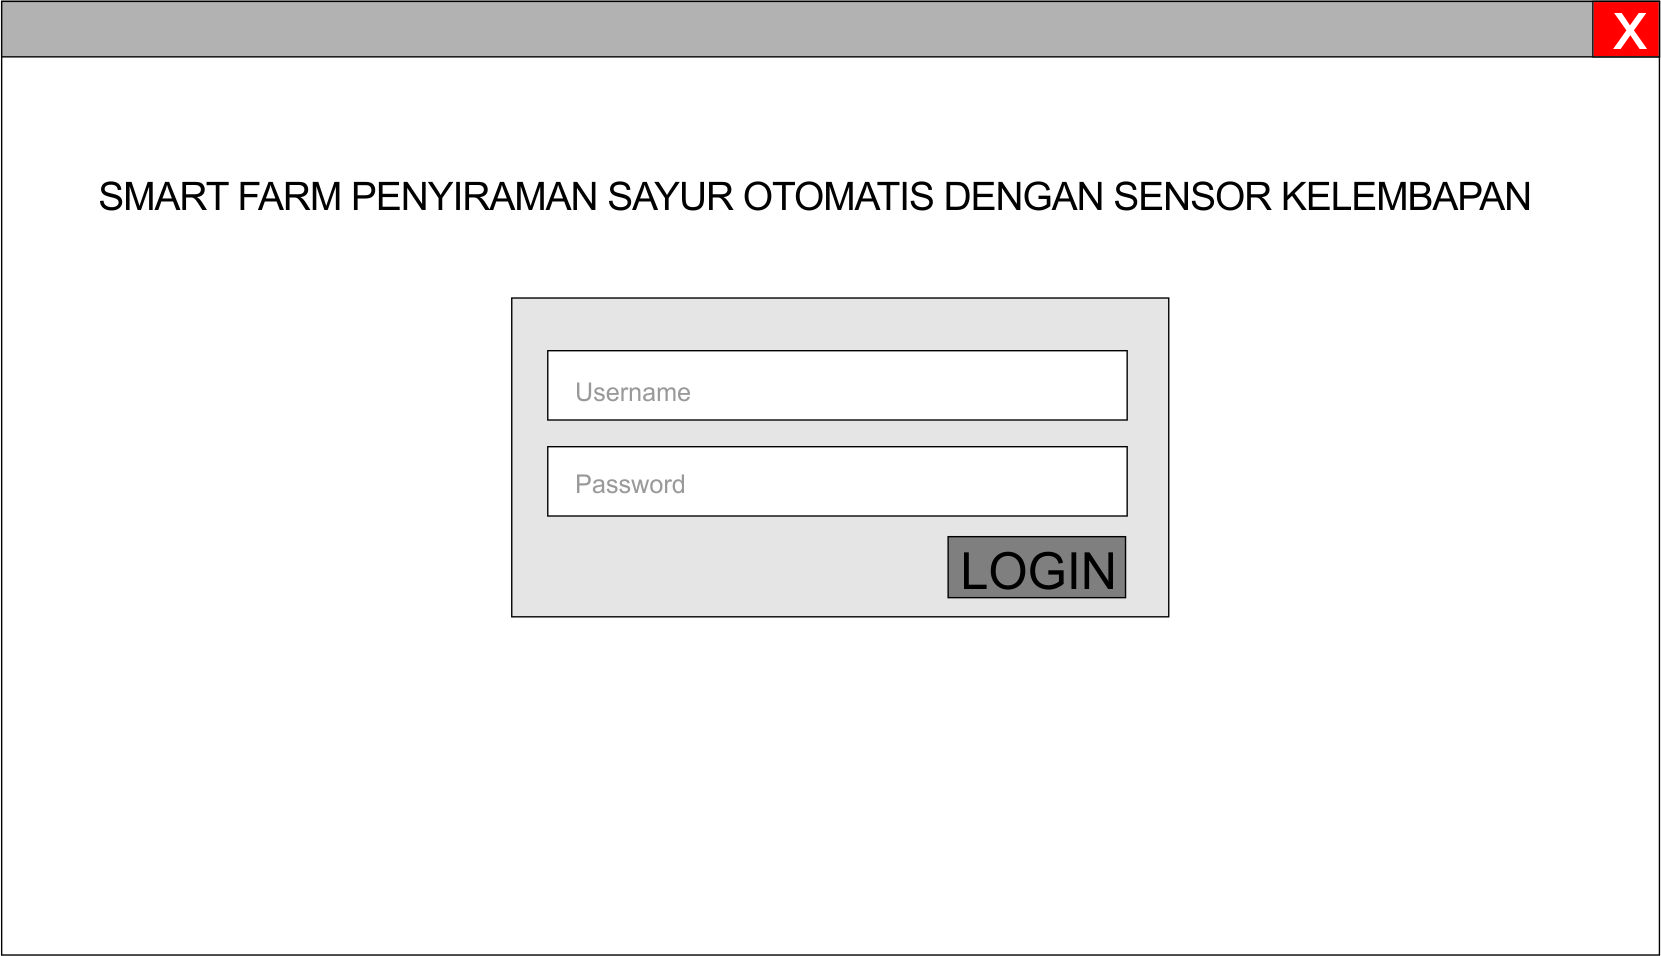 X
SMART FARM PENYIRAMAN SAYUR OTOMATIS DENGAN SENSOR KELEMBAPAN
Username
Password
LOGIN